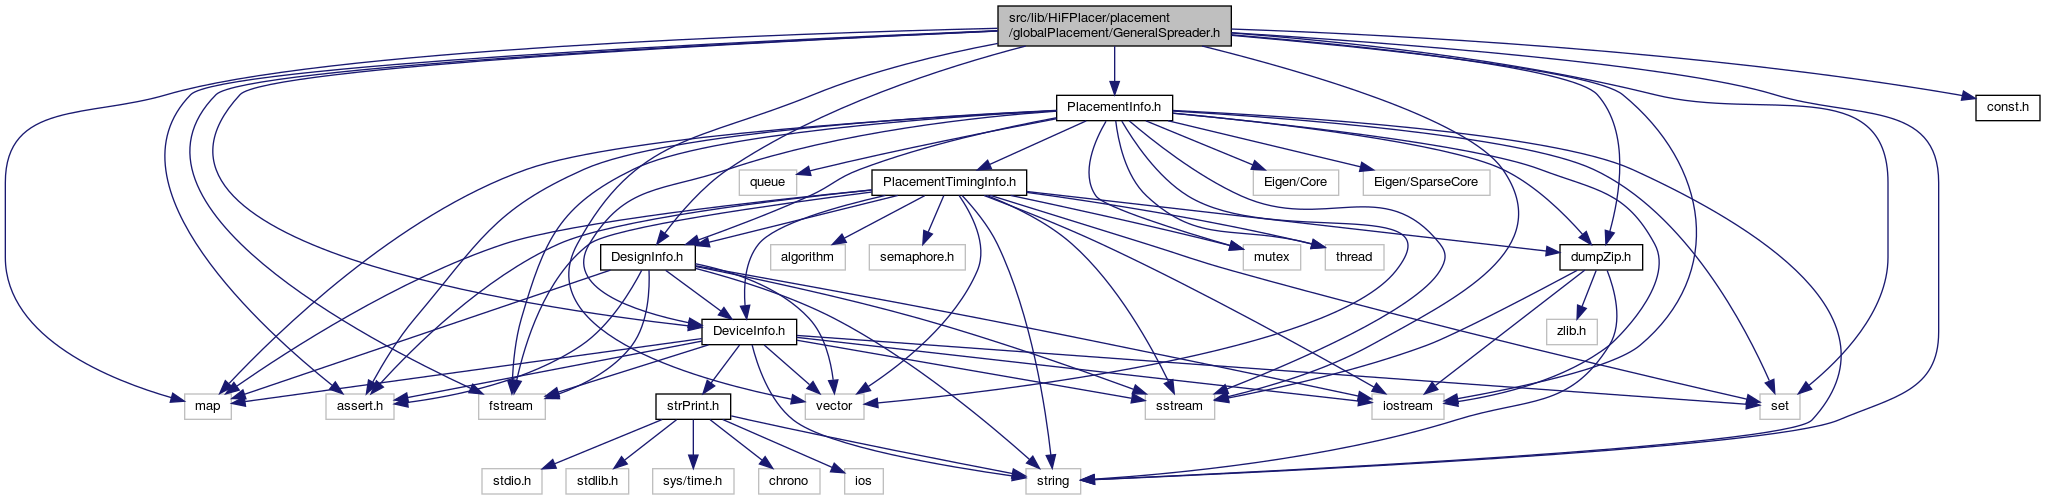 src/lib/HiFPlacer/placement
/globalPlacement/GeneralSpreader.h
PlacementInfo.h
const.h
queue
PlacementTimingInfo.h
Eigen/Core
Eigen/SparseCore
DesignInfo.h
algorithm
semaphore.h
mutex
thread
dumpZip.h
DeviceInfo.h
zlib.h
map
assert.h
fstream
strPrint.h
vector
sstream
iostream
set
stdio.h
stdlib.h
sys/time.h
chrono
ios
string